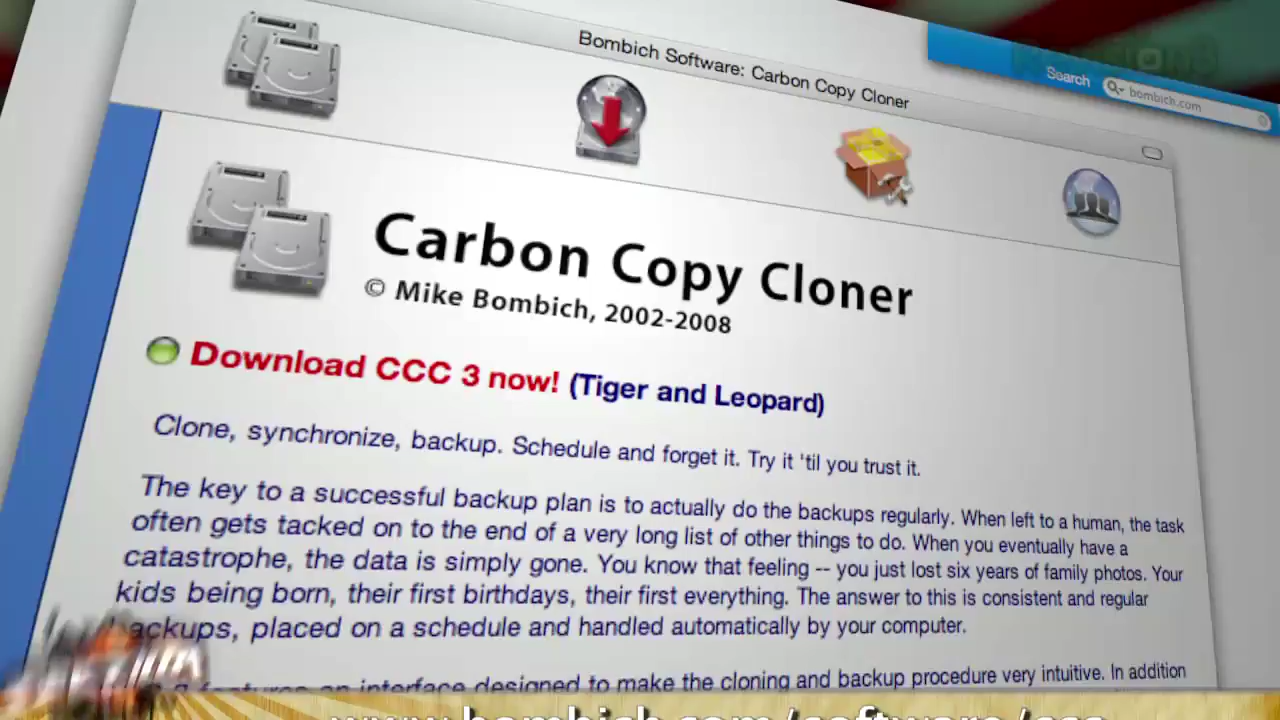 Bombich Software: Carbon Copy Cloner
Search
bombich.com
Carbon Copy Cloner
© Mike Bombich, 2002-2008
Download CCC 3 now! (Tiger and Leopard)
Clone, synchronize, backup. Schedule and forget it. Try it 'til you trust it.
The key to a successful backup plan is to actually do the backups regularly. When left to a human, the task
often gets tacked on to the end of a very long list of other things to do. When you eventually have a
catastrophe, the data is simply gone. You know that feeling -- you just lost six years of family photos. Your
kids being born, their first birthdays, their first everything. The answer to this is consistent and regular
backups, placed on a schedule and handled automatically by your computer.
features an interface designed to make the cloning and backup procedure very intuitive. In addition
www.bombich.com/software/ccc